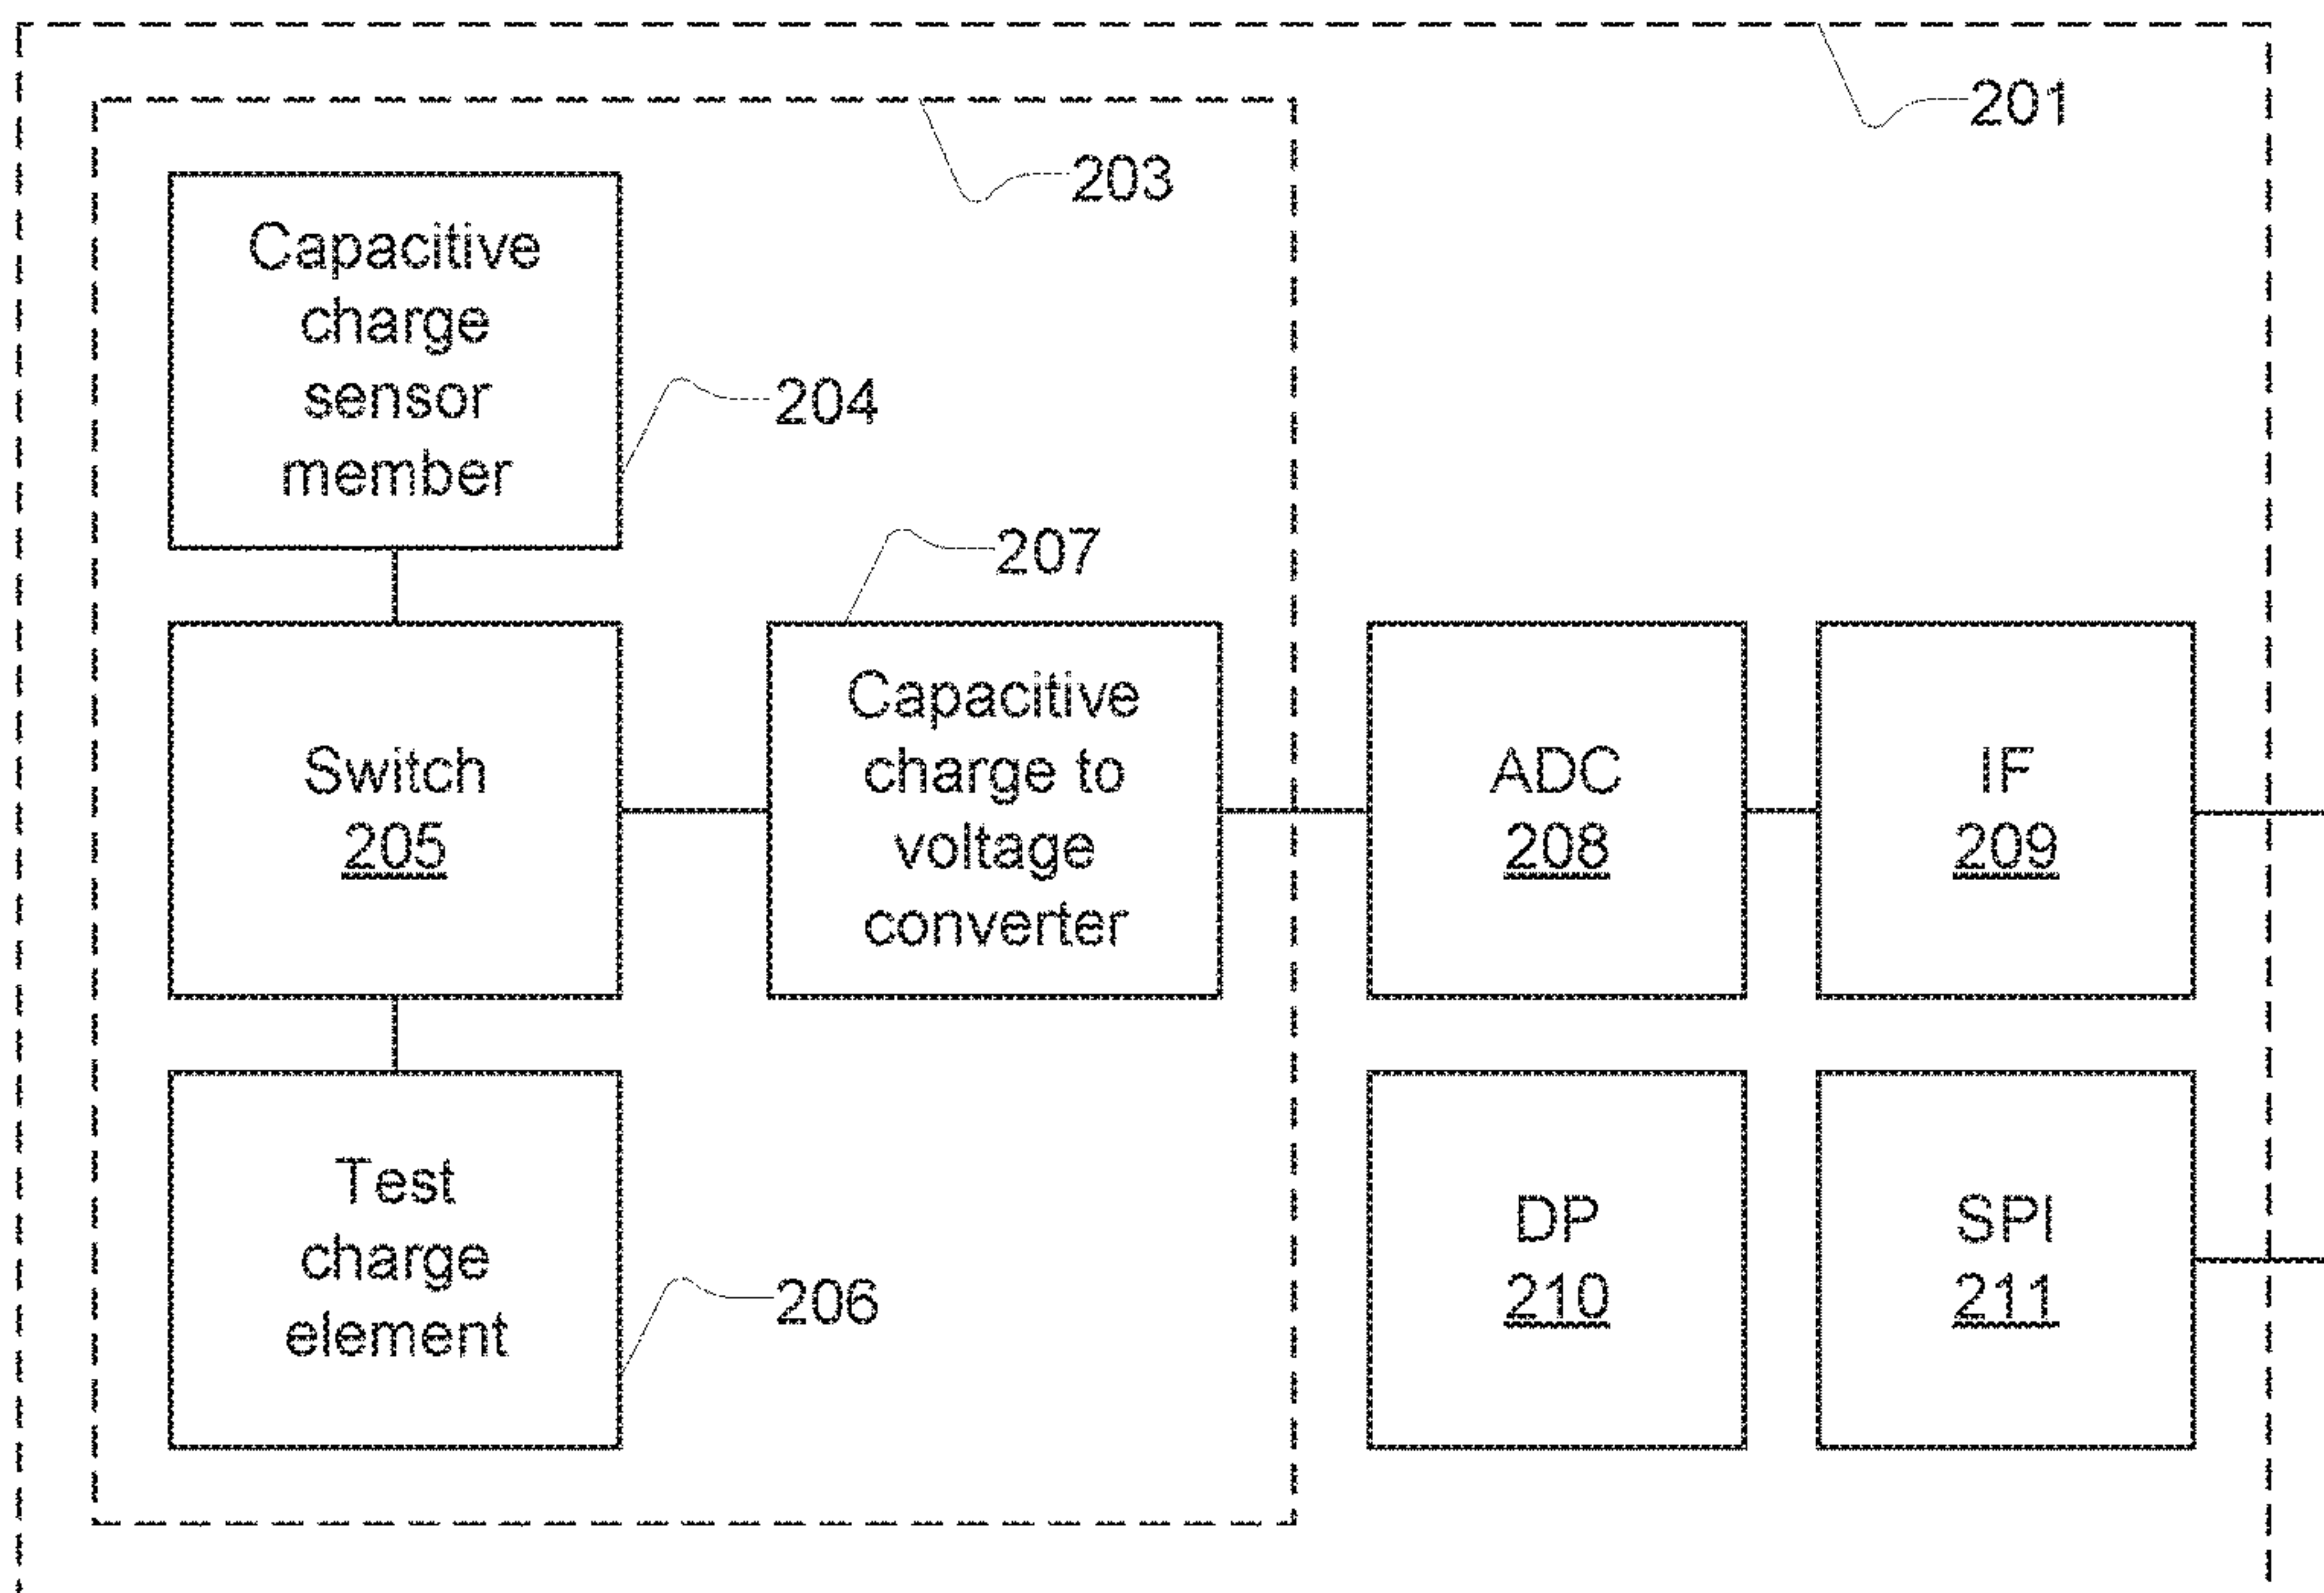 201
203
Capacitive
charge
sensor
member
204
207
Switch
205
Capacitive
charge to
voltage
converter
ADC
208
IF
209
Test
charge
element
206
DP
210
SPI
211